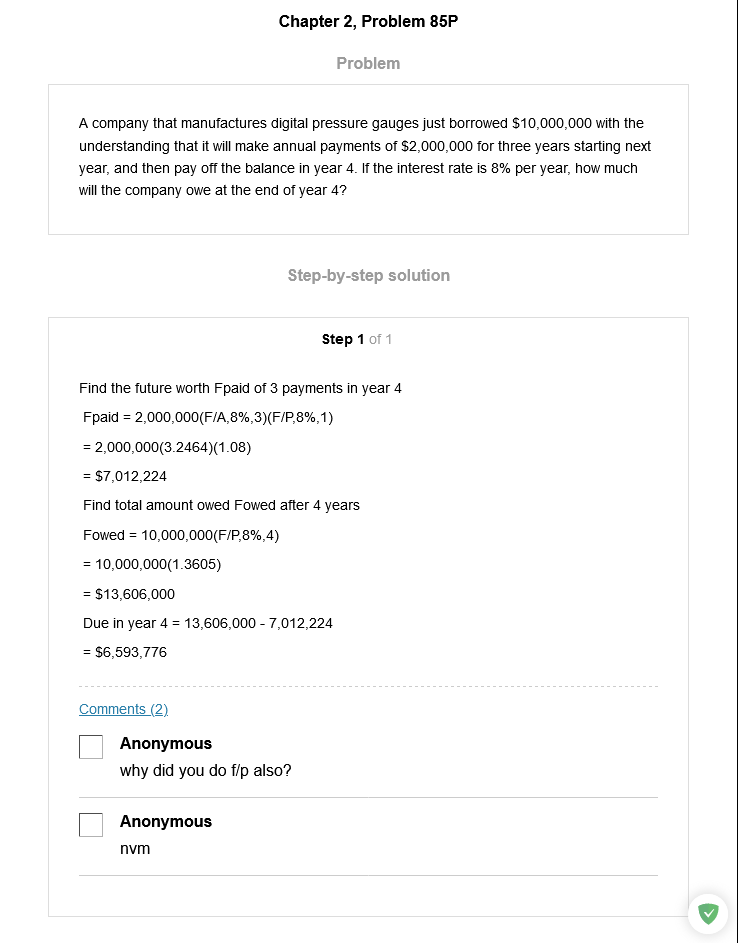 Chapter 2, Problem 85P
Problem
A company that manufactures digital pressure gauges just borrowed $10,000,000 with the
understanding that it will make annual payments of $2,000,000 for three years starting next
year, and then pay off the balance in year 4. If the interest rate is 8% per year, how much
will the company owe at the end of year 4?
Step-by-step solution
Step 1 of 1
Find the future worth Fpaid of 3 payments in year 4
Fpaid = 2,000,000(F/A,8%,3)(F/P,8%,1)
= 2,000,000(3.2464)(1.08)
= $7,012,224
Find total amount owed Fowed after 4 years
Fowed = 10,000,000(F/P,8%,4)
= 10,000,000(1.3605)
= $13,606,000
Due in year 4 = 13,606,000 - 7,012,224
= $6,593,776
Comments (2)
Anonymous
why did you do f/p also?
Anonymous
nvm